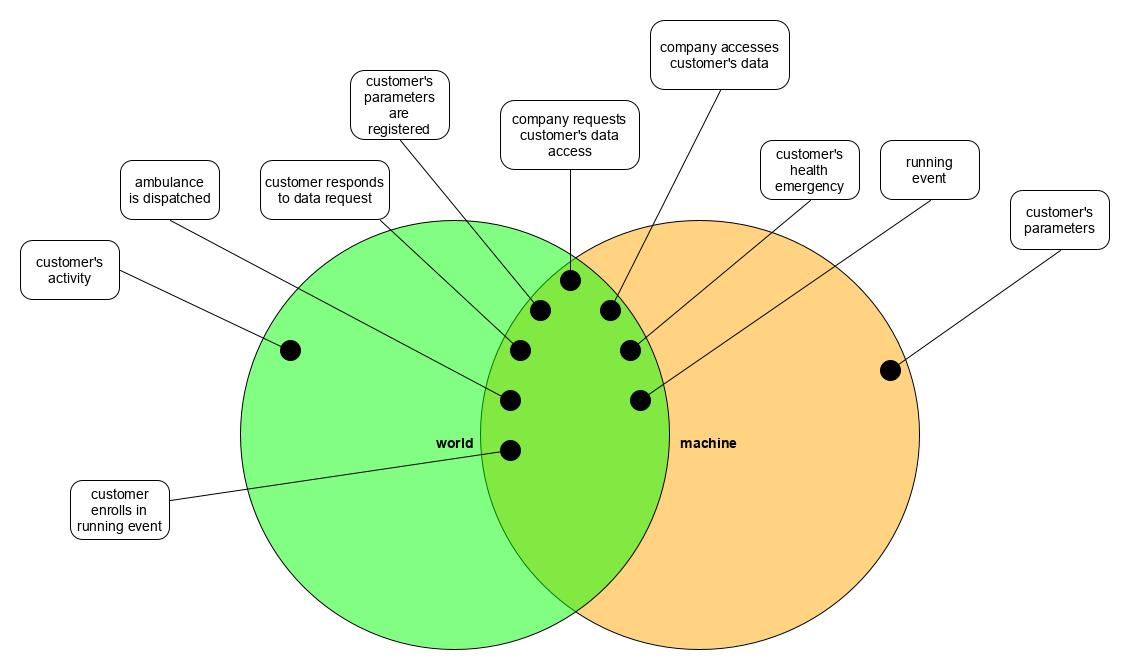 company accesses
customer's data
customer's
parameters
are
registered
company requests
customer's data
access
customer's
health
emergency
running
event
ambulance
is dispatched
customer responds
to data request
customer's
parameters
customer's
activity
world
machine
customer
enrolls in
running event